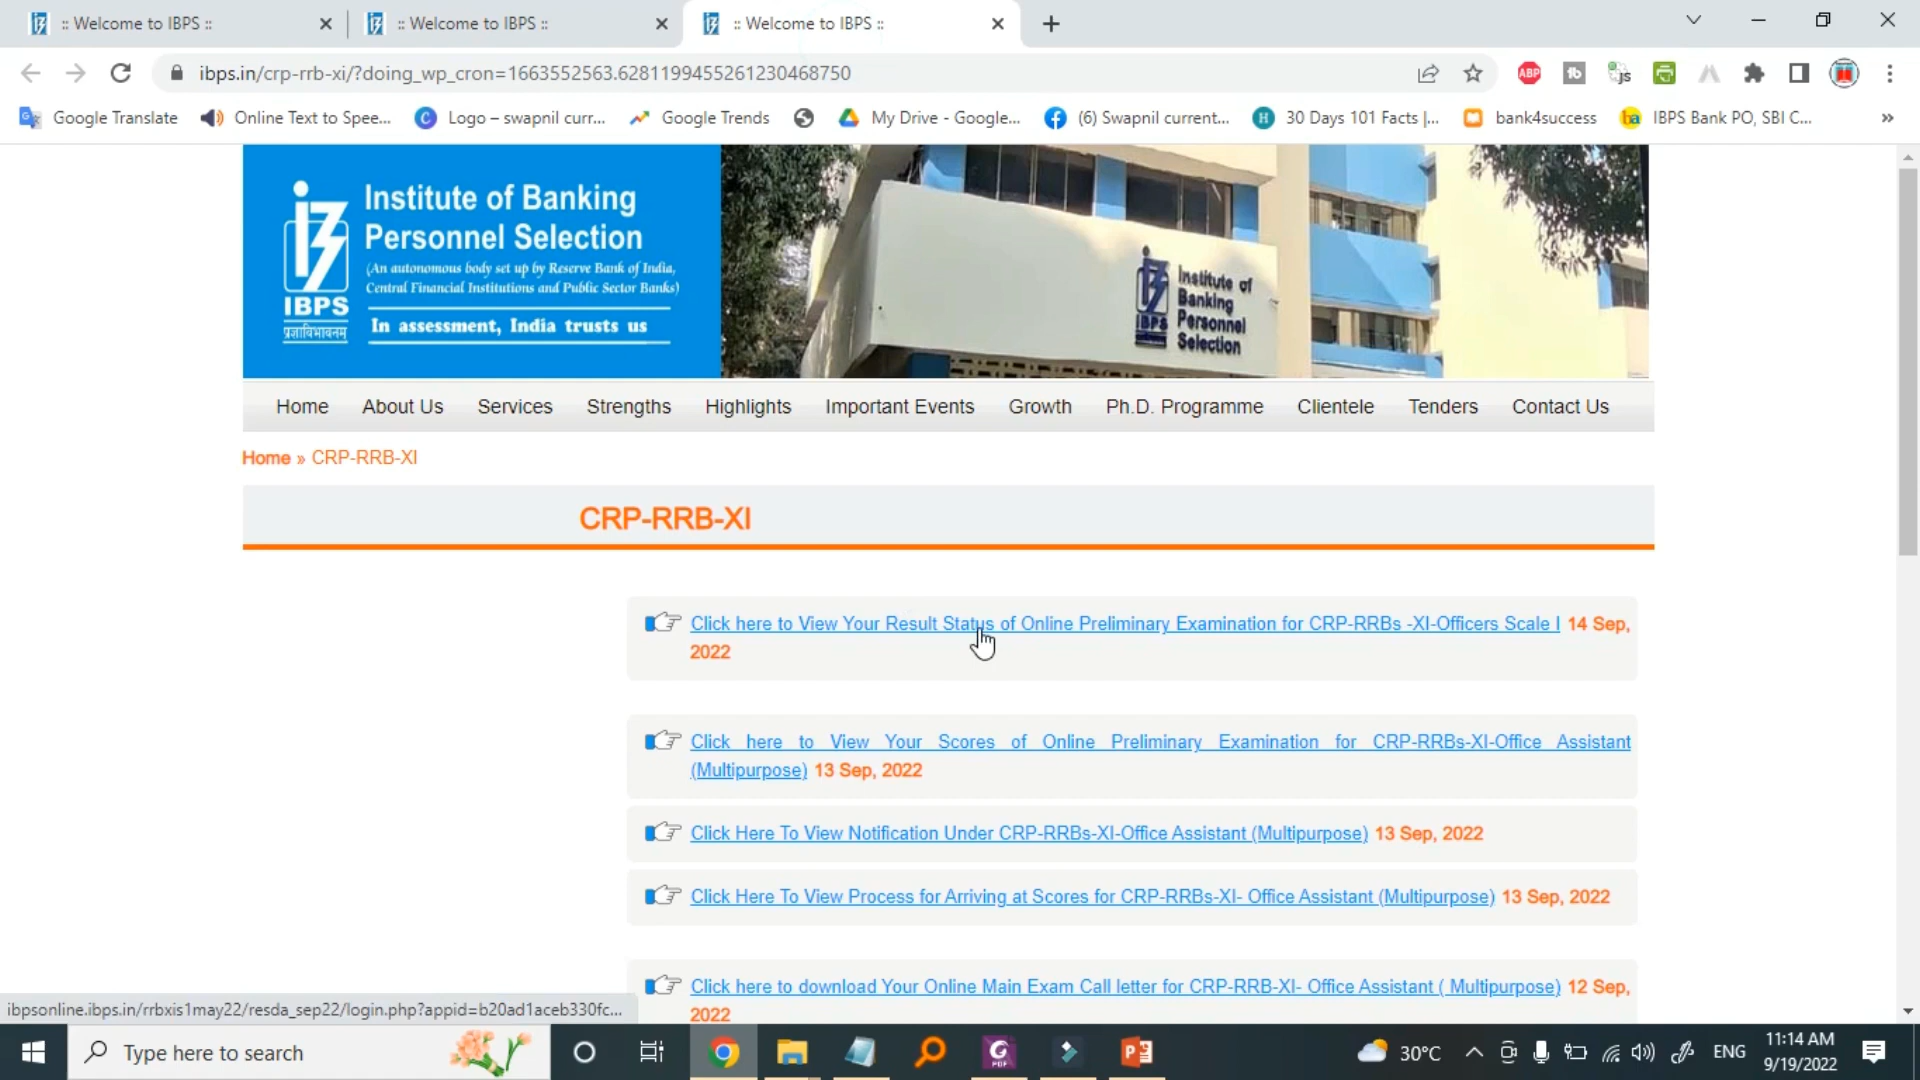 :: Welcome to IBPS ::
:: Welcome to IBPS ::
:: Welcome to IBPS ::
ibps.in/crp-rrb-xi/?doing_wp_cron=1663552563.6281199455261230468750
ABP
js
Google Translate
Online Text to Spee...
Logo – swapnil curr...
Google Trends
My Drive - Google...
(6) Swapnil current...
30 Days 101 Facts |...
bank4success
IBPS Bank PO, SBI C...
Institute of Banking
Personnel Selection
(An autonomous body set up by Reserve Bank of India,
Central Financial Institutions and Public Sector Banks)
IBPS
प्रज्ञाविभावनम्
In assessment, India trusts us
Institute of
Banking
Personnel
Selection
IBPS
Home
About Us
Services
Strengths
Highlights
Important Events
Growth
Ph.D. Programme
Clientele
Tenders
Contact Us
Home » CRP-RRB-XI
CRP-RRB-XI
Click here to View Your Result Status of Online Preliminary Examination for CRP-RRBs -XI-Officers Scale I 14 Sep,
2022
Click here to View Your Scores of Online Preliminary Examination for CRP-RRBs-XI-Office Assistant
(Multipurpose) 13 Sep, 2022
Click Here To View Notification Under CRP-RRBs-XI-Office Assistant (Multipurpose) 13 Sep, 2022
Click Here To View Process for Arriving at Scores for CRP-RRBs-XI- Office Assistant (Multipurpose) 13 Sep, 2022
Click here to download Your Online Main Exam Call letter for CRP-RRB-XI- Office Assistant ( Multipurpose) 12 Sep,
2022
ibpsonline.ibps.in/rrbxis1may22/resda_sep22/login.php?appid=b20ad1aceb330fc...
Type here to search
30°C
ENG
11:14 AM
9/19/2022